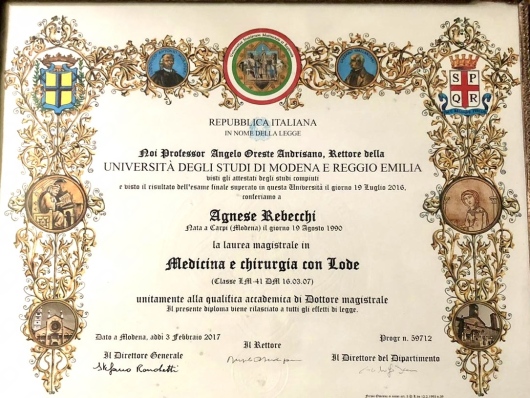 S P
Q R
REPUBBLICA ITALIANA
IN NOME DELLA LEGGE
Noi Professor Angelo Oreste Andrisano, Rettore della
UNIVERSITÀ DEGLI STUDI DI MODENA E REGGIO EMILIA
visti gli attestati degli studi compiuti
e visto il risultato dell'esame finale superato in questa Università il giorno 19 Luglio 2016,
conferiamo a
Agnese Rebecchi
Nata a Carpi (Modena) il giorno 19 Agosto 1990
la laurea magistrale in
Medicina e chirurgia con Lode
(Classe LM-41 DM 16.03.07)
unitamente alla qualifica accademica di Dottore magistrale
Il presente diploma viene rilasciato a tutti gli effetti di legge.
Dato a Modena, addì 3 Febbraio 2017
Progr n. 59712
Il Direttore Generale
Il Rettore
Il Direttore del Dipartimento
Stefano Ronchetti